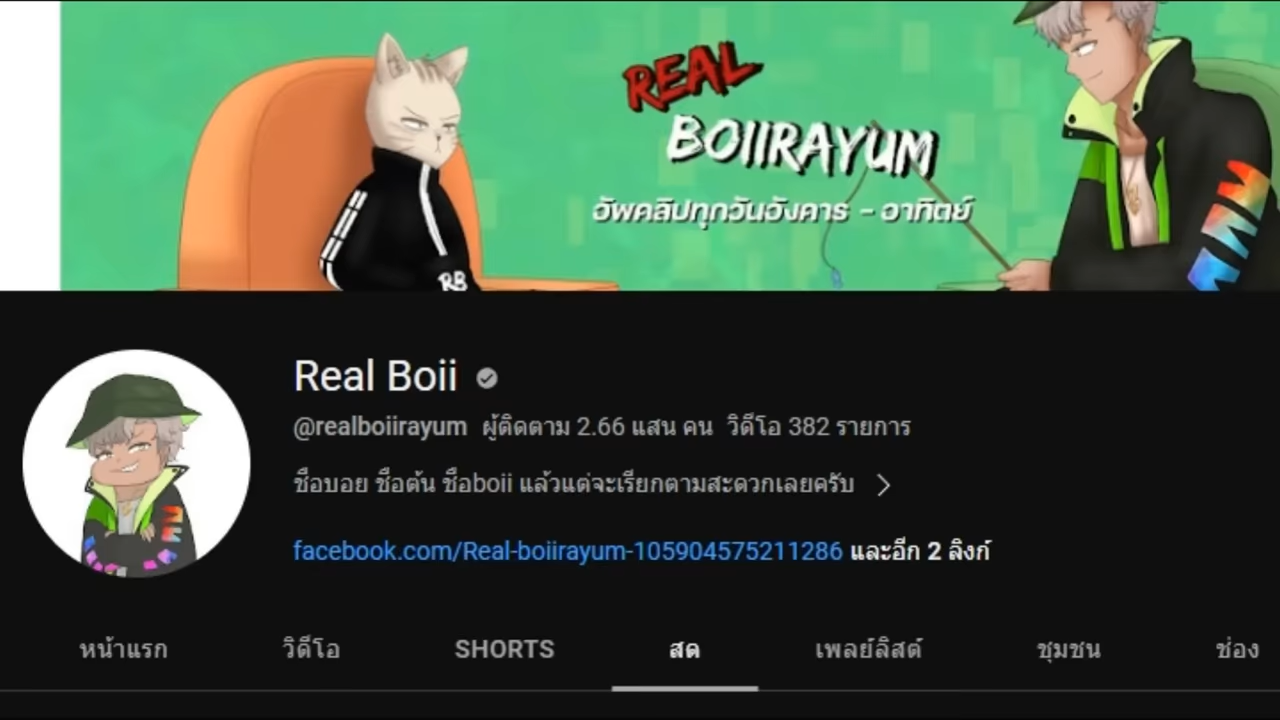 REAL
BOIIRAYUM
อัพคลิปทุกวันอังคาร - อาทิตย์
RB
Real Boii
@realboiirayum ผู้ติดตาม 2.66 แสน คน วิดีโอ 382 รายการ
ชื่อบอย ชื่อต้น ชื่อboii แล้วแต่จะเรียกตามสะดวกเลยครับ
facebook.com/Real-boiirayum-105904575211286 และอีก 2 ลิงก์
หน้าแรก วิดีโอ SHORTS สด เพลย์ลิสต์ ชุมชน ช่อง